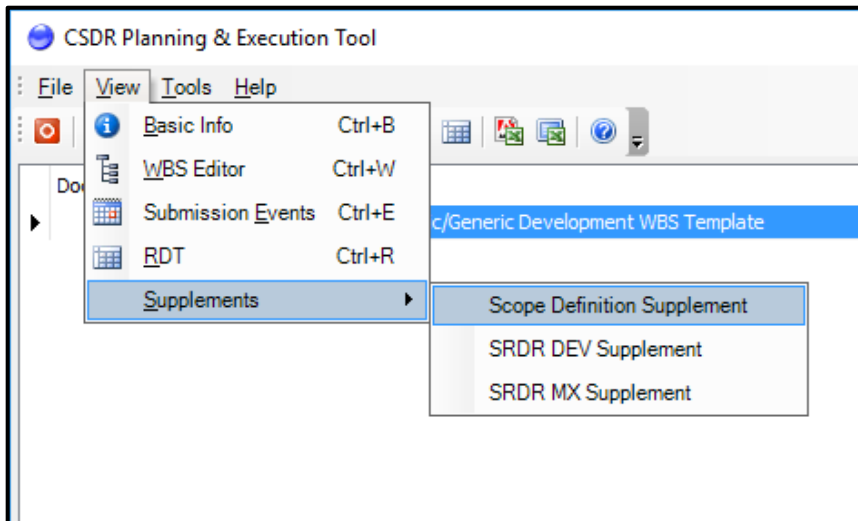 CSDR Planning & Execution Tool
File View Tools Help
Basic Info Ctrl+B
WBS Editor Ctrl+W
Doc
Submission Events Ctrl+E
c/Generic Development WBS Template
RDT Ctrl+R
Supplements
Scope Definition Supplement
SRDR DEV Supplement
SRDR MX Supplement